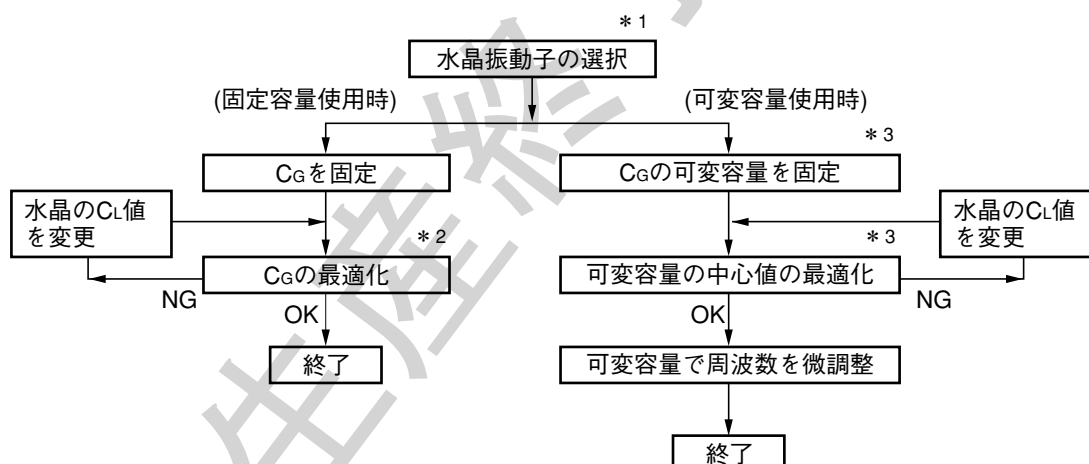 *1
水晶振動子の選択
(固定容量使用時)
(可変容量使用時)
*3
CGを固定
CGの可変容量を固定
水晶のCL値
を変更
水晶のCL値
を変更
*2
*3
CGの最適化
可変容量の中心値の最適化
NG
NG
OK
OK
終了
可変容量で周波数を微調整
終了
生産終了